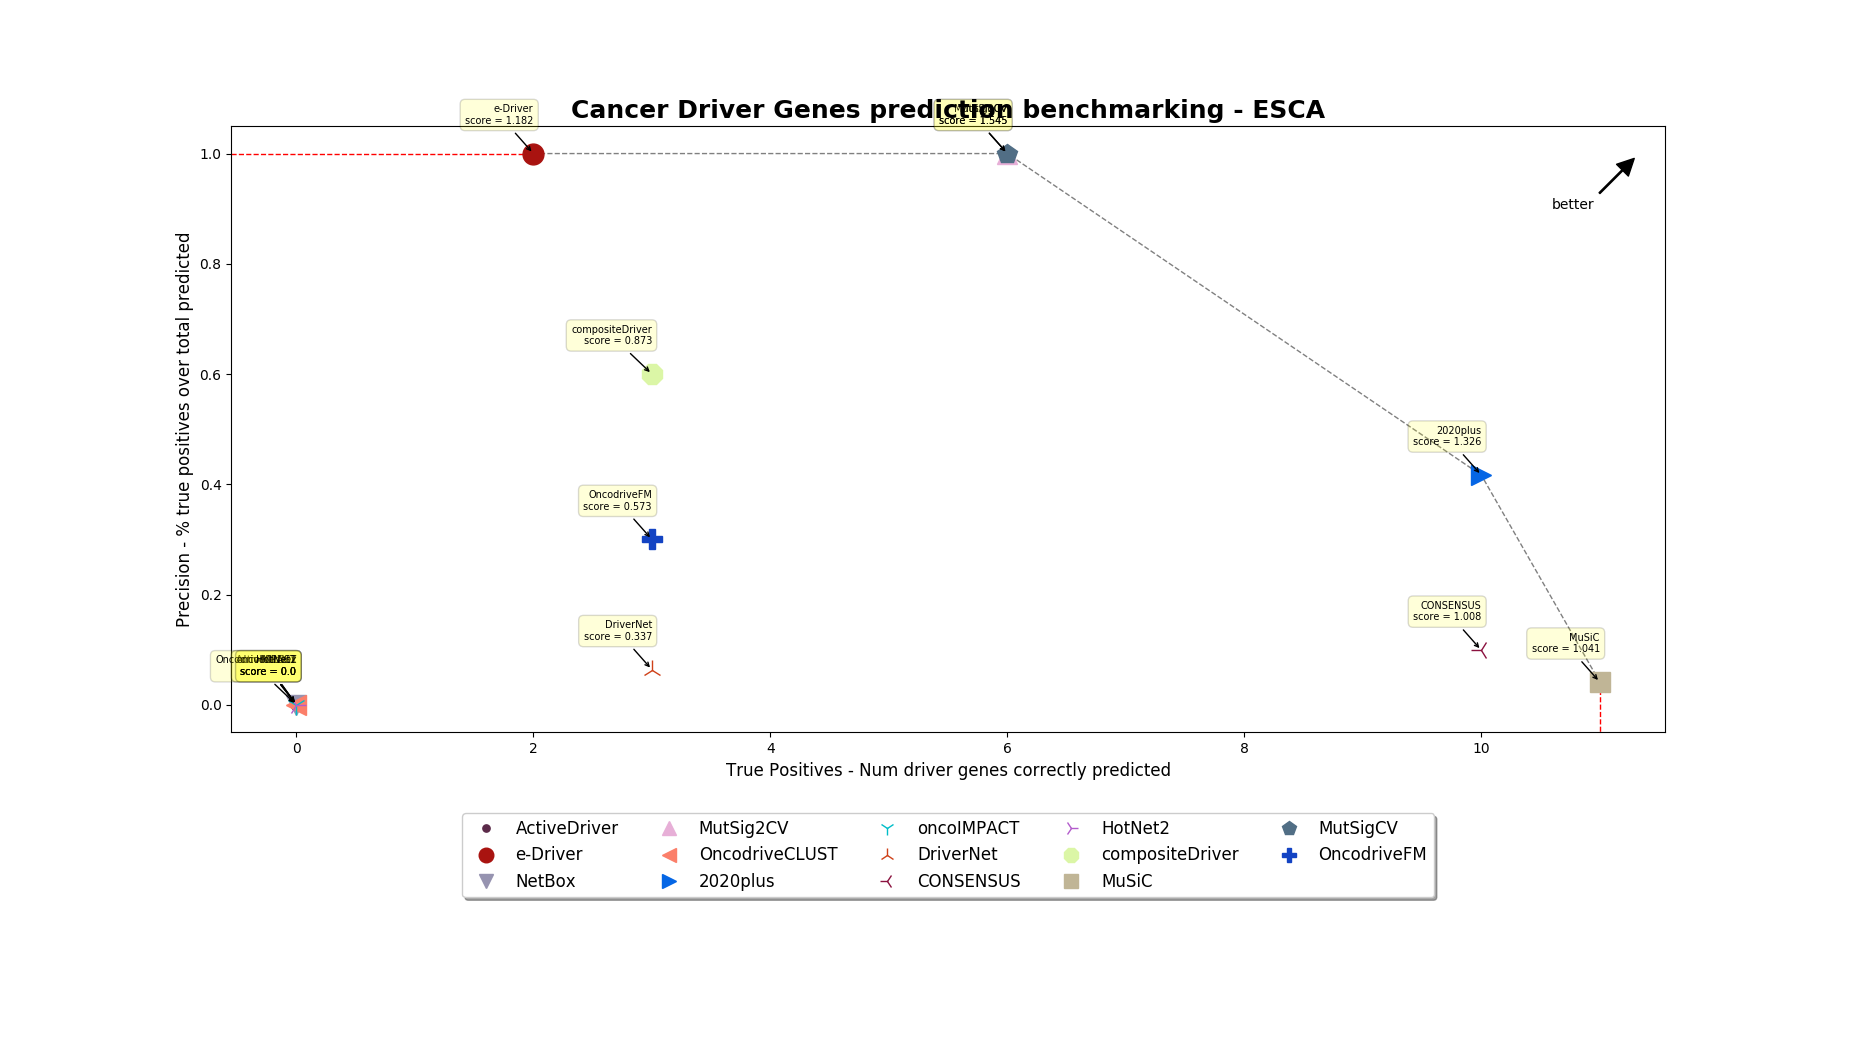 Cancer Driver Genes prediction benchmarking - ESCA
e-Driver
score = 1.182
score = 1.545
better
compositeDriver
score = 0.873
2020plus
score = 1.326
OncodriveFM
score = 0.573
CONSENSUS
score = 1.008
DriverNet
score = 0.337
MuSiC
score = 1.041
score = 0.0
Precision - % true positives over total predicted
1.0
0.8
0.6
0.4
0.2
0.0
0 2 4 6 8 10
True Positives - Num driver genes correctly predicted
ActiveDriver MutSig2CV oncoIMPACT HotNet2 MutSigCV
e-Driver OncodriveCLUST DriverNet compositeDriver OncodriveFM
NetBox 2020plus CONSENSUS MuSiC